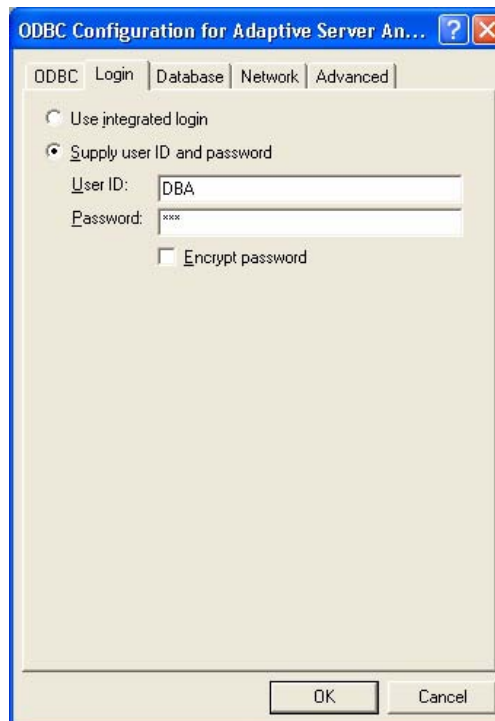 ODBC Configuration for Adaptive Server An...
ODBC Login Database Network Advanced
Use integrated login
Supply user ID and password
User ID: DBA
Password: ***
Encrypt password
OK Cancel